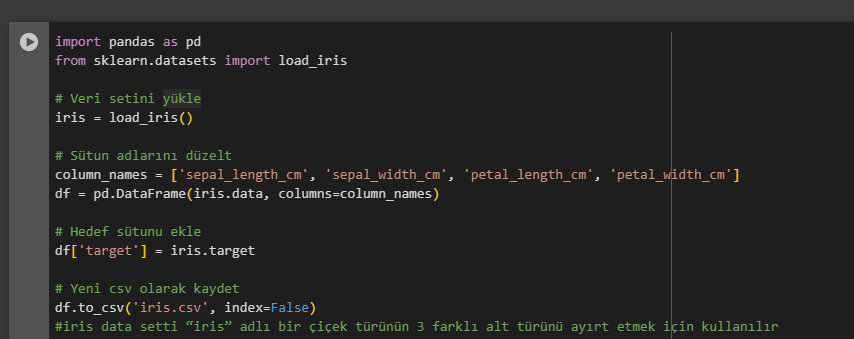 import pandas as pd
from sklearn.datasets import load_iris
# Veri setini yükle
iris = load_iris()
# Sütun adlarını düzelt
column_names = ['sepal_length_cm', 'sepal_width_cm', 'petal_length_cm', 'petal_width_cm']
df = pd.DataFrame(iris.data, columns=column_names)
# Hedef sütunu ekle
df['target'] = iris.target
# Yeni csv olarak kaydet
df.to_csv('iris.csv', index=False)
#iris data setti “iris” adlı bir çiçek türünün 3 farklı alt türünü ayırt etmek için kullanılır